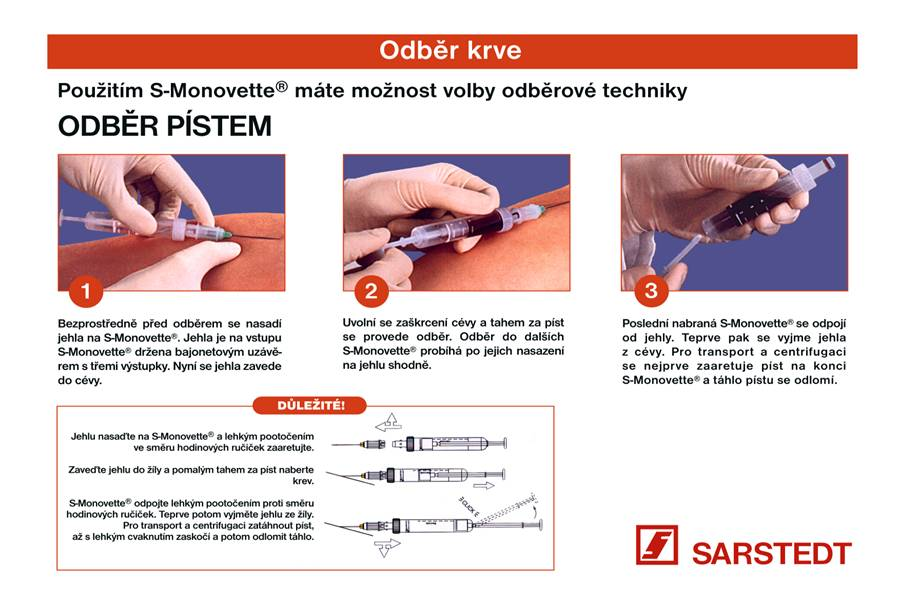 Odběr krve
Použitím S-Monovette® máte možnost volby odběrové techniky
ODBĚR PÍSTEM
1
Bezprostředně před odběrem se nasadí
jehla na S-Monovette®. Jehla je na vstupu
S-Monovette® držena bajonetovým uzávě-
rem s třemi výstupky. Nyní se jehla zavede
do cévy.
2
Uvolní se zaškrcení cévy a tahem za píst
se provede odběr. Odběr do dalších
S-Monovette® probíhá po jejich nasazení
na jehlu shodně.
3
Poslední nabraná S-Monovette® se odpojí
od jehly. Teprve pak se vyjme jehla
z cévy. Pro transport a centrifugaci
se nejprve zaaretuje píst na konci
S-Monovette® a táhlo pístu se odlomí.
DŮLEŽITÉ!
Jehlu nasaďte na S-Monovette® a lehkým pootočením
ve směru hodinových ručiček zaaretujte.
Zaveďte jehlu do žíly a pomalým tahem za píst naberte
krev.
S-Monovette® odpojte lehkým pootočením proti směru
hodinových ručiček. Teprve potom vyjměte jehlu ze žíly.
Pro transport a centrifugaci zatáhnout píst,
až s lehkým cvaknutím zaskočí a potom odlomit táhlo.
SARSTEDT